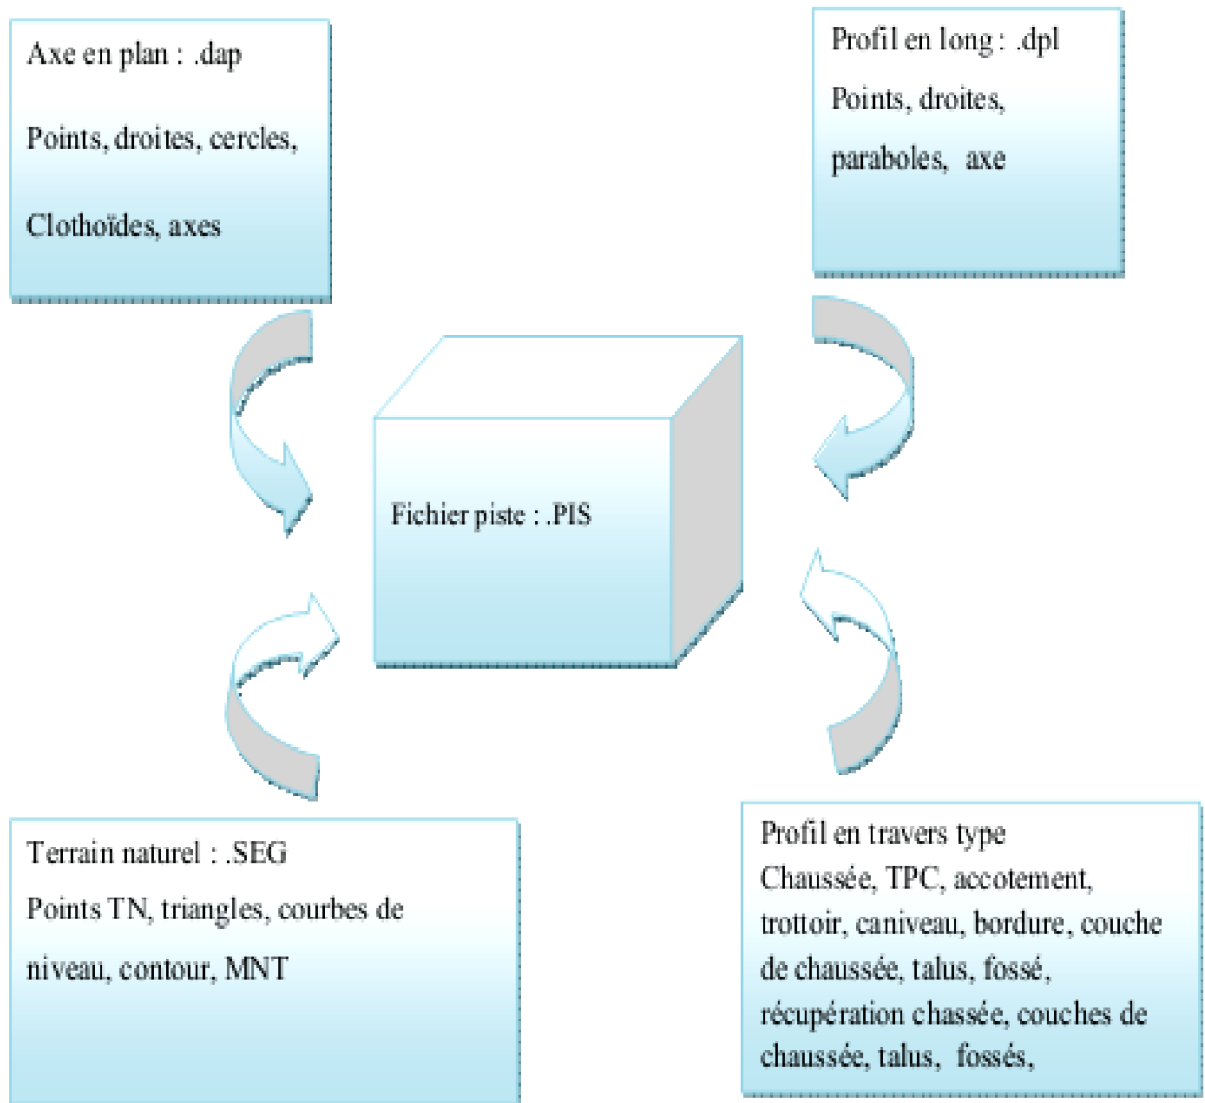 Axe en plan : .dap
Points, droites, cercles,
Clothoïdes, axes
Profil en long : .dpl
Points, droites,
paraboles, axe
Fichier piste : .PIS
Terrain naturel : .SEG
Points TN, triangles, courbes de
niveau, contour, MNT
Profil en travers type
Chaussée, TPC, accotement,
trottoir, caniveau, bordure, couche
de chaussée, talus, fossé,
récupération chassée, couches de
chaussée, talus, fossés,